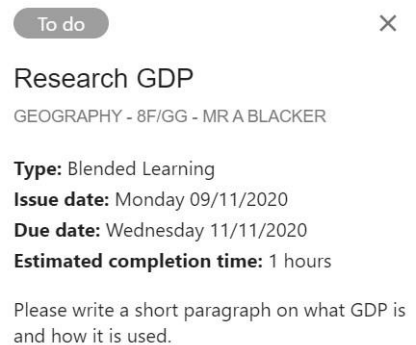 To do
Research GDP
GEOGRAPHY - 8F/GG - MR A BLACKER
Type: Blended Learning
Issue date: Monday 09/11/2020
Due date: Wednesday 11/11/2020
Estimated completion time: 1 hours
Please write a short paragraph on what GDP is
and how it is used.